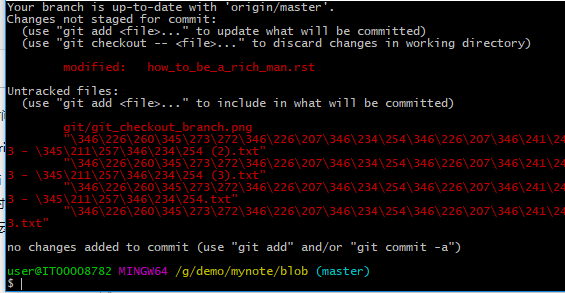 Your branch is up-to-date with 'origin/master'.
Changes not staged for commit:
(use "git add <file>..." to update what will be committed)
(use "git checkout -- <file>..." to discard changes in working directory)
modified: how_to_be_a_rich_man.rst
Untracked files:
(use "git add <file>..." to include in what will be committed)
git/git_checkout_branch.png
"\346\226\260\345\273\272\346\226\207\346\234\254\346\226\207\346\241\24
3 - \345\211\257\346\234\254 (2).txt"
"\346\226\260\345\273\272\346\226\207\346\234\254\346\226\207\346\241\24
3 - \345\211\257\346\234\254 (3).txt"
"\346\226\260\345\273\272\346\226\207\346\234\254\346\226\207\346\241\24
3 - \345\211\257\346\234\254.txt"
"\346\226\260\345\273\272\346\226\207\346\234\254\346\226\207\346\241\24
3.txt"
no changes added to commit (use "git add" and/or "git commit -a")
user@ITOOOO8782 MINGW64 /g/demo/mynote/blob (master)
$